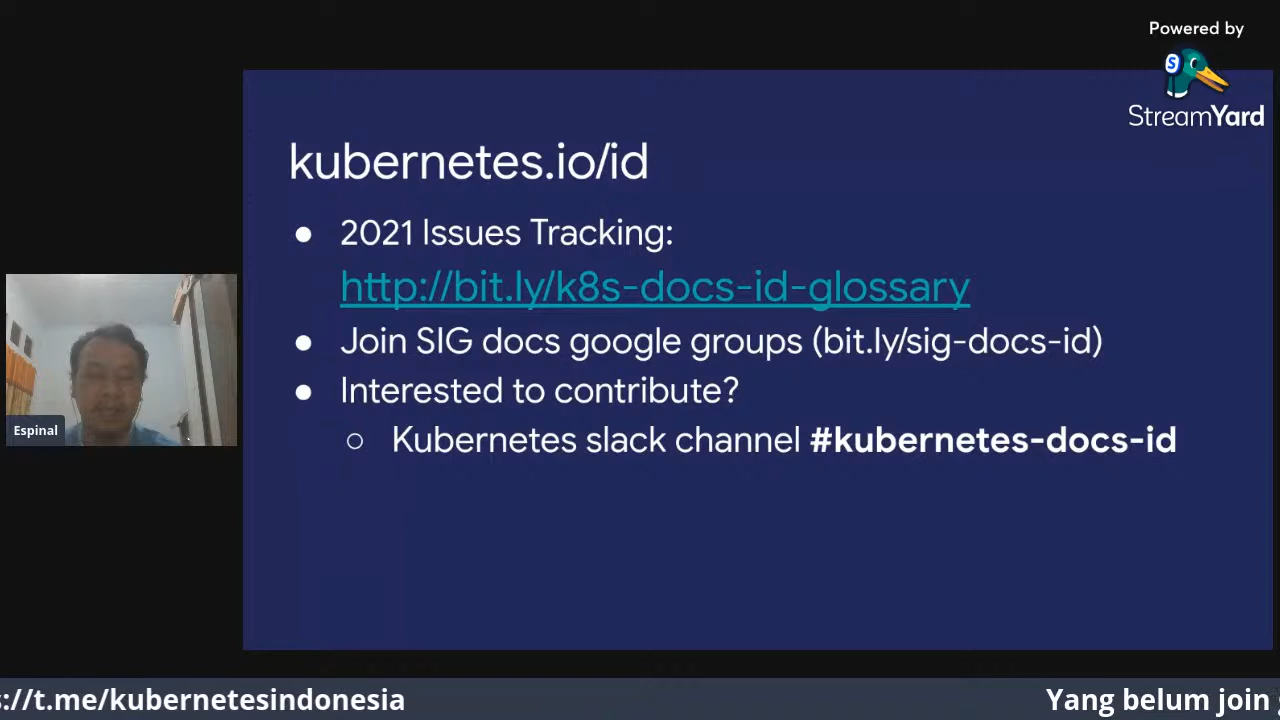 Powered by
StreamYard
kubernetes.io/id
● 2021 Issues Tracking:
http://bit.ly/k8s-docs-id-glossary
● Join SIG docs google groups (bit.ly/sig-docs-id)
● Interested to contribute?
○ Kubernetes slack channel #kubernetes-docs-id
Espinal
://t.me/kubernetesindonesia
Yang belum join